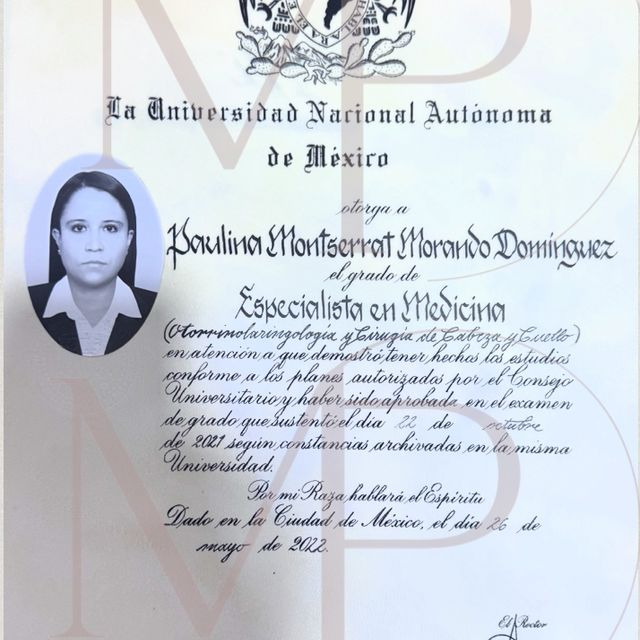 HABLARA EL E
La Universidad Nacional Autónoma
de México
otorga a
Paulina Montserrat Morando Domínguez
el grado de
Especialista en Medicina
(Otorrinolaringología y Cirugía de Cabeza y Cuello)
en atención a que demostró tener hechos los estudios
conforme a los planes autorizados por el Consejo
Universitario y haber sido aprobada en el examen
de grado que sustentó el día 22 de octubre
de 2021 según constancias archivadas en la misma
Universidad.
Por mi Raza hablará el Espíritu
Dado en la Ciudad de México, el día 26 de
mayo de 2022.
El Rector
MP
MP